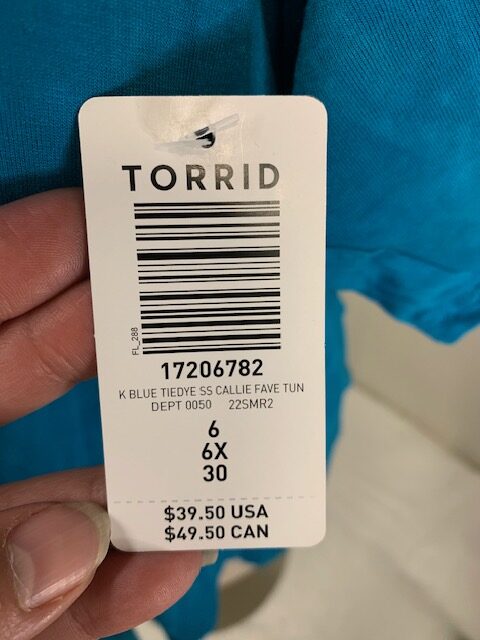 TORRID
FL_288
17206782
K BLUE TIEDYE SS CALLIE FAVE TUN
DEPT 0050 22SMR2
6
6X
30
$39.50 USA
$49.50 CAN